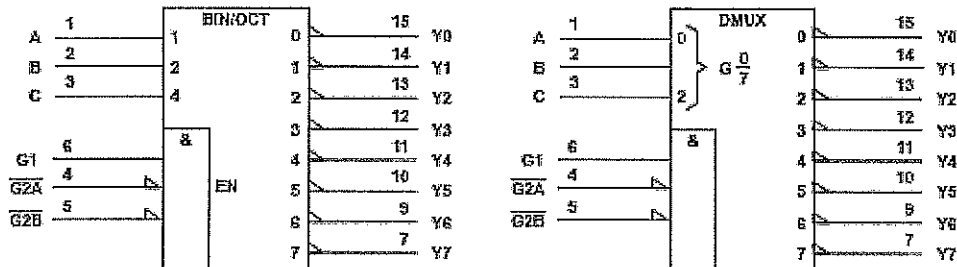 BIN/OCT
A 1 1 0 15 Y0
B 2 2 1 14 Y1
C 3 4 2 13 Y2
3 12 Y3
&
G1 6 4 11 Y4
G2A 4 EN 5 10 Y5
G2B 5 6 9 Y6
7 7 Y7
DMUX
A 1 0 0 15 Y0
B 2 G 0/7 1 14 Y1
C 3 2 2 13 Y2
3 12 Y3
&
G1 6 4 11 Y4
G2A 4 5 10 Y5
G2B 5 6 9 Y6
7 7 Y7